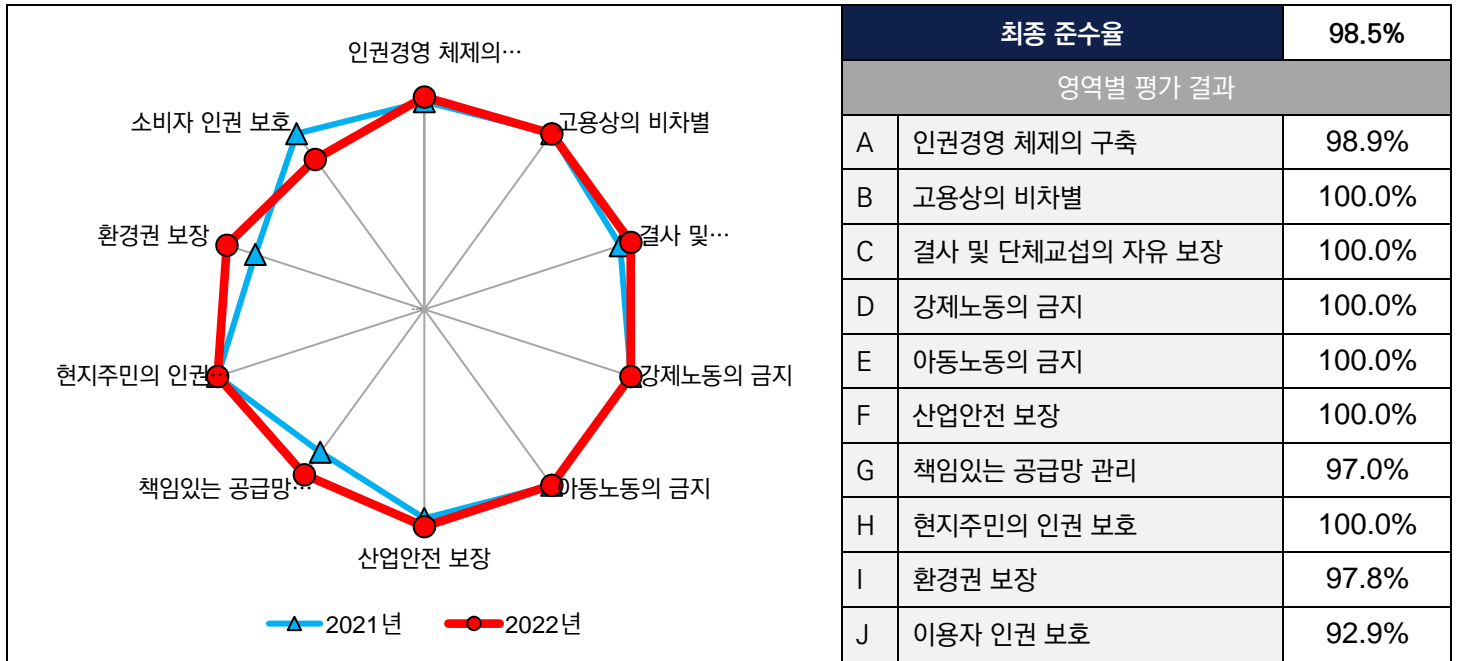 인권경영 체제의…
소비자 인권 보호
고용상의 비차별
환경권 보장
결사 및…
현지주민의 인권…
강제노동의 금지
책임있는 공급망…
아동노동의 금지
산업안전 보장
2021년 2022년
최종 준수율 98.5%
영역별 평가 결과
A 인권경영 체제의 구축 98.9%
B 고용상의 비차별 100.0%
C 결사 및 단체교섭의 자유 보장 100.0%
D 강제노동의 금지 100.0%
E 아동노동의 금지 100.0%
F 산업안전 보장 100.0%
G 책임있는 공급망 관리 97.0%
H 현지주민의 인권 보호 100.0%
I 환경권 보장 97.8%
J 이용자 인권 보호 92.9%